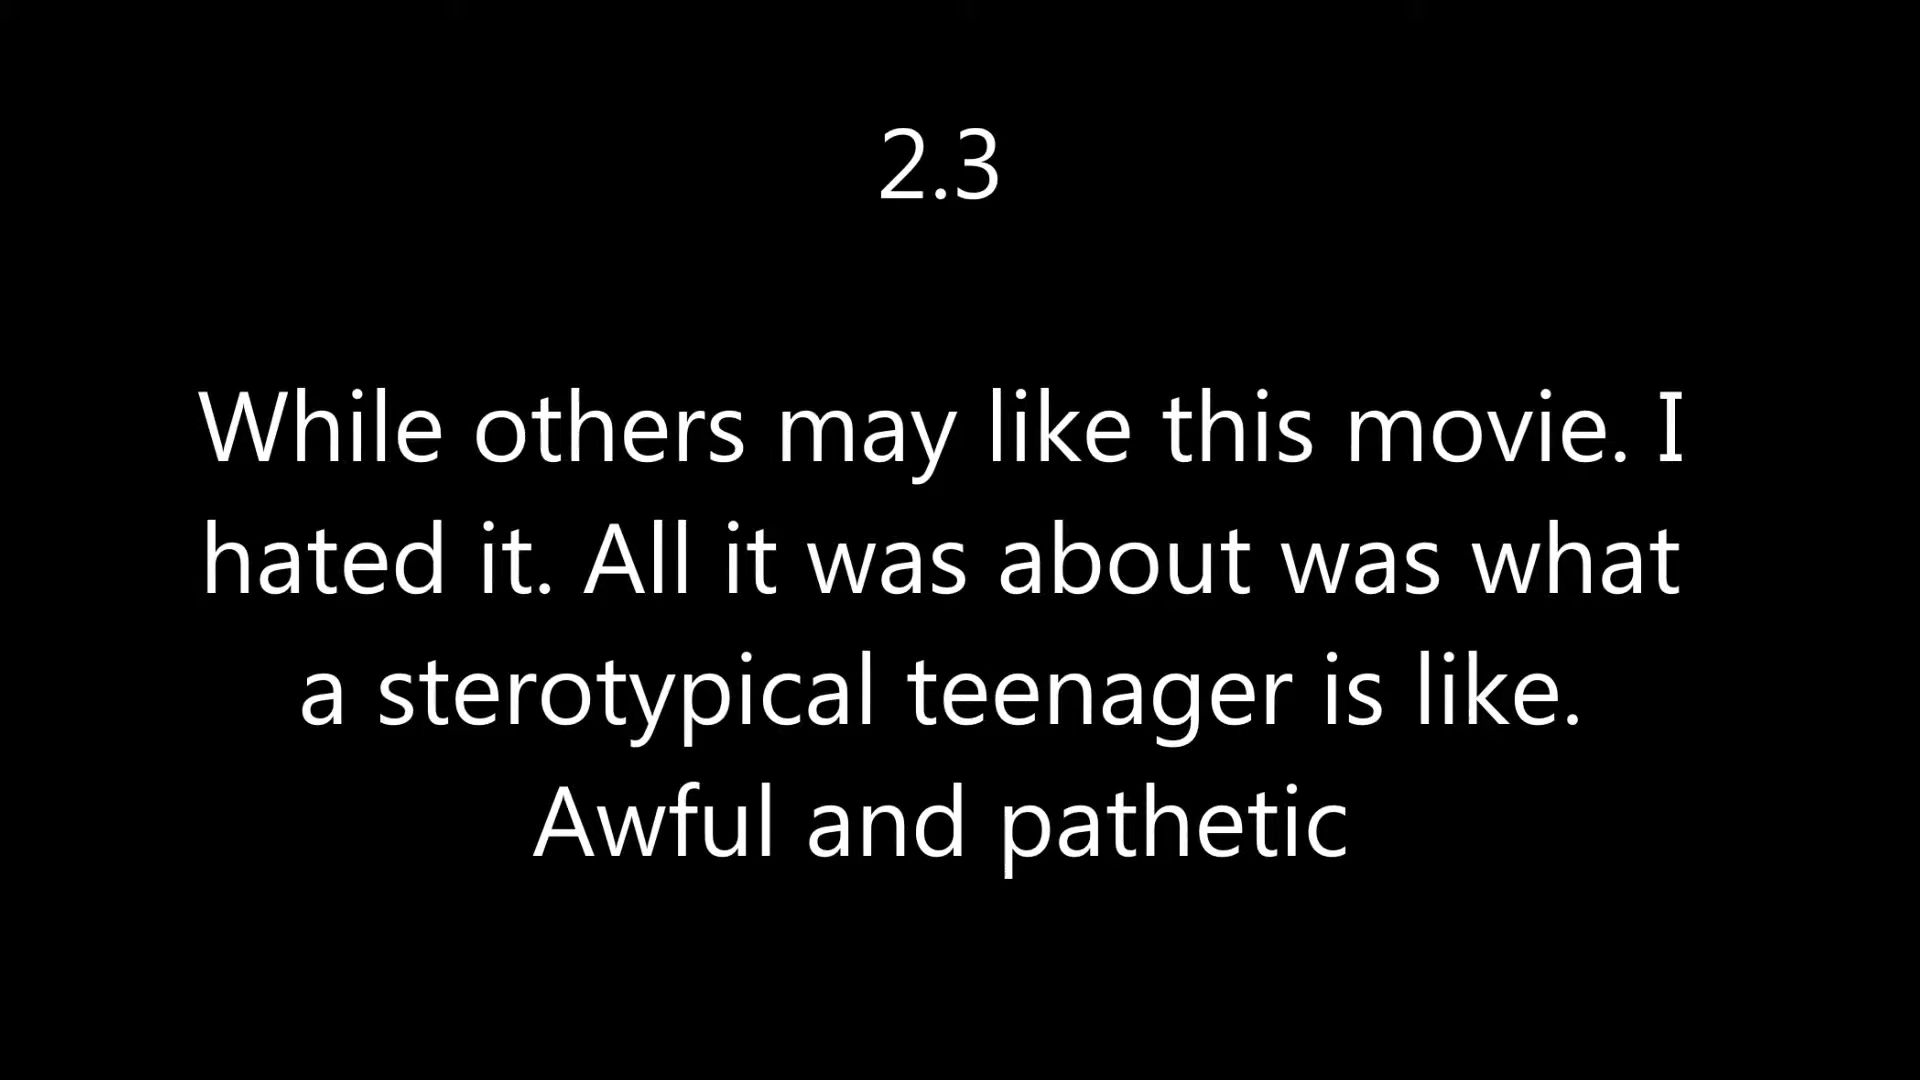 2.3
While others may like this movie. I
hated it. All it was about was what
a sterotypical teenager is like.
Awful and pathetic